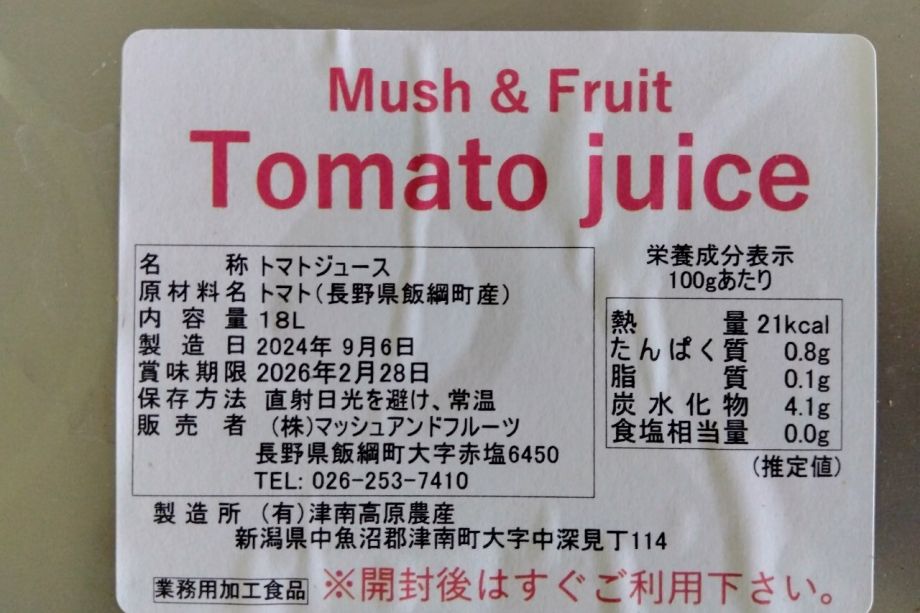 Mush & Fruit
Tomato juice
名称 トマトジュース
原材料名 トマト(長野県飯綱町産)
内容量 18L
製造日 2024年 9月6日
賞味期限 2026年2月28日
保存方法 直射日光を避け、常温
販売者 (株)マッシュアンドフルーツ
長野県飯綱町大字赤塩6450
TEL: 026-253-7410
栄養成分表示
100gあたり
熱量 21kcal
たんぱく質 0.8g
脂質 0.1g
炭水化物 4.1g
食塩相当量 0.0g
(推定値)
製造所 (有)津南高原農産
新潟県中魚沼郡津南町大字中深見丁114
業務用加工食品 ※開封後はすぐご利用下さい。